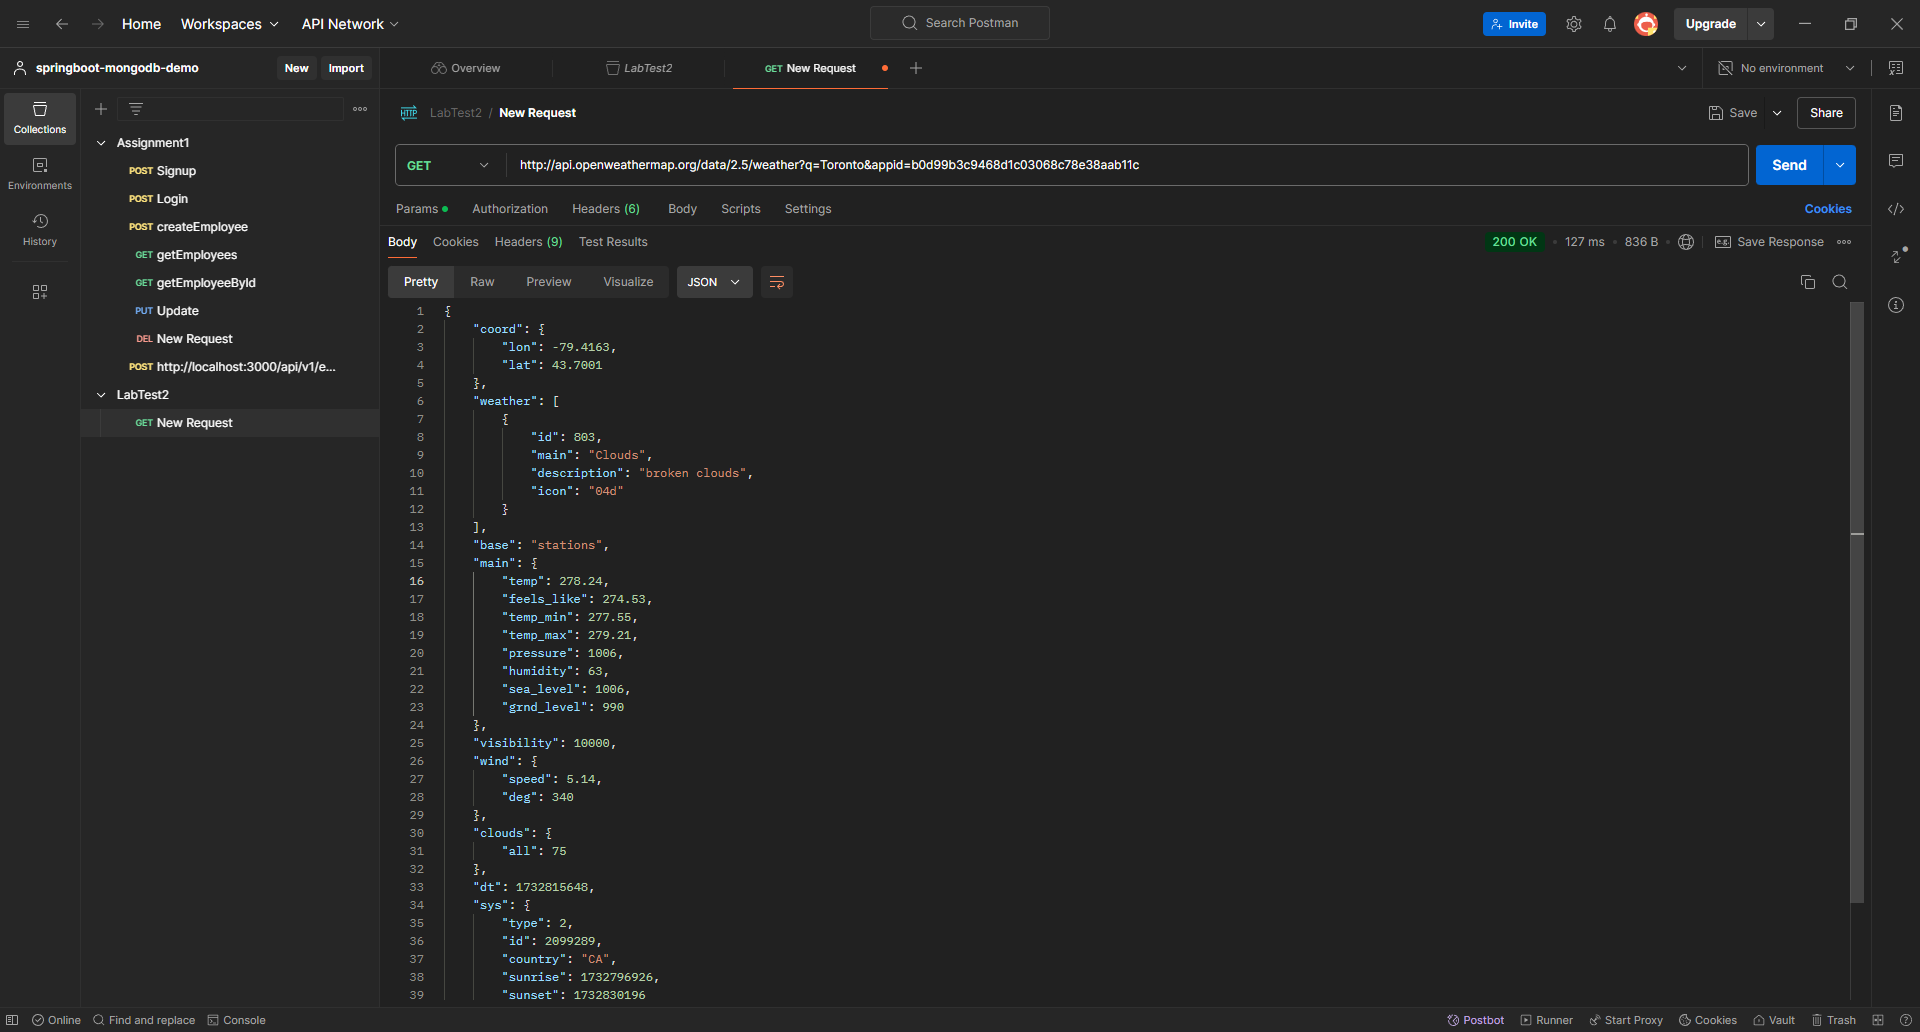 Home Workspaces API Network Search Postman Invite Upgrade
springboot-mongodb-demo New Import Overview LabTest2 GET New Request No environment
Collections
Environments
History
Assignment1
POST Signup
POST Login
POST createEmployee
GET getEmployees
GET getEmployeeById
PUT Update
DEL New Request
POST http://localhost:3000/api/v1/e...
LabTest2
GET New Request
HTTP LabTest2 / New Request Save Share
GET http://api.openweathermap.org/data/2.5/weather?q=Toronto&appid=b0d99b3c9468d1c03068c78e38aab11c Send
Params Authorization Headers (6) Body Scripts Settings Cookies
Body Cookies Headers (9) Test Results 200 OK 127 ms 836 B e.g. Save Response
Pretty Raw Preview Visualize JSON
1 {
2 "coord": {
3 "lon": -79.4163,
4 "lat": 43.7001
5 },
6 "weather": [
7 {
8 "id": 803,
9 "main": "Clouds",
10 "description": "broken clouds",
11 "icon": "04d"
12 }
13 ],
14 "base": "stations",
15 "main": {
16 "temp": 278.24,
17 "feels_like": 274.53,
18 "temp_min": 277.55,
19 "temp_max": 279.21,
20 "pressure": 1006,
21 "humidity": 63,
22 "sea_level": 1006,
23 "grnd_level": 990
24 },
25 "visibility": 10000,
26 "wind": {
27 "speed": 5.14,
28 "deg": 340
29 },
30 "clouds": {
31 "all": 75
32 },
33 "dt": 1732815648,
34 "sys": {
35 "type": 2,
36 "id": 2099289,
37 "country": "CA",
38 "sunrise": 1732796926,
39 "sunset": 1732830196
Online Find and replace Console Postbot Runner Start Proxy Cookies Vault Trash